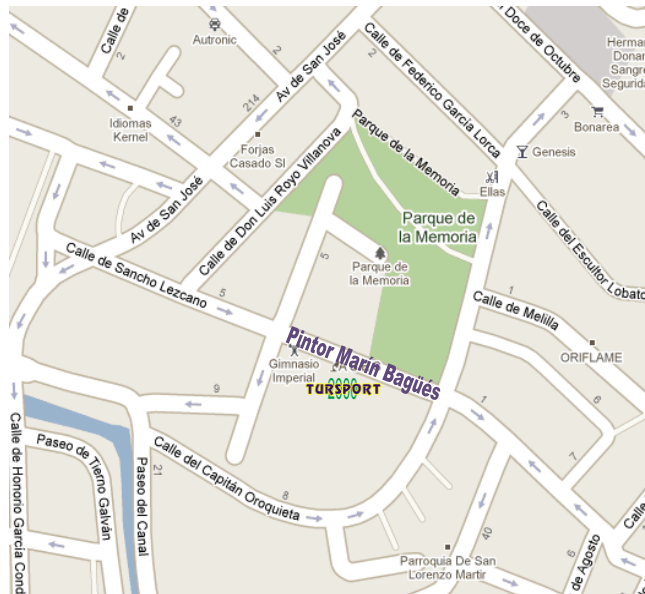 Calle de
Autronic
2
Av de San José
2
Calle de Federico García Lorca
Doce de Octubre
Herma
Donar
Sangre
Segurida
2
Idiomas
Kernel
43
214
Forjas
Casado Sl
Parque de la Memoria
3
Bonarea
Genesis
Ellas
Av de San José
Calle de Don Luis Royo Villanova
Parque de
la Memoria
Calle del Escultor Lobato
Calle de Sancho Lezcano
5
5
Parque de
la Memoria
1
Calle de Melilla
ORIFLAME
Pintor Marín Bagüés
Gimnasio
Imperial
2000
TURSPORT
9
1
6
7
Calle de Honorio García Cond
Paseo de Tierno Galván
21
Paseo del Canal
Calle del Capitán Oroquieta
8
40
Parroquia De San
Lorenzo Martir
6
de Agosto
Calle